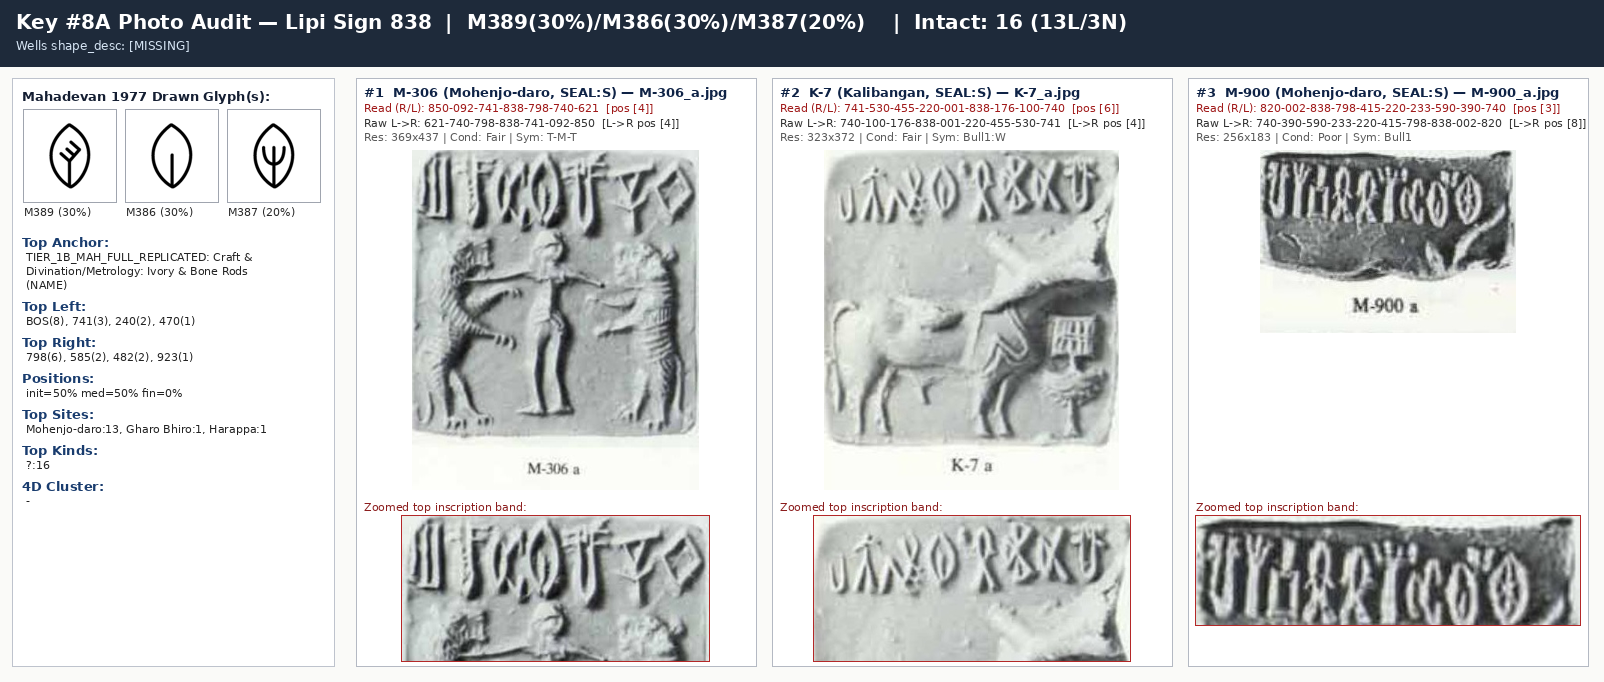 Key #8A Photo Audit — Lipi Sign 838 | M389(30%)/M386(30%)/M387(20%) | Intact: 16 (13L/3N)
Wells shape_desc: [MISSING]
Mahadevan 1977 Drawn Glyph(s):
M389 (30%) M386 (30%) M387 (20%)
Top Anchor:
TIER_1B_MAH_FULL_REPLICATED: Craft &
Divination/Metrology: Ivory & Bone Rods
(NAME)
Top Left:
BOS(8), 741(3), 240(2), 470(1)
Top Right:
798(6), 585(2), 482(2), 923(1)
Positions:
init=50% med=50% fin=0%
Top Sites:
Mohenjo-daro:13, Gharo Bhiro:1, Harappa:1
Top Kinds:
?:16
4D Cluster:
-
#1 M-306 (Mohenjo-daro, SEAL:S) — M-306_a.jpg
Read (R/L): 850-092-741-838-798-740-621 [pos [4]]
Raw L->R: 621-740-798-838-741-092-850 [L->R pos [4]]
Res: 369x437 | Cond: Fair | Sym: T-M-T
M-306 a
Zoomed top inscription band:
#2 K-7 (Kalibangan, SEAL:S) — K-7_a.jpg
Read (R/L): 741-530-455-220-001-838-176-100-740 [pos [6]]
Raw L->R: 740-100-176-838-001-220-455-530-741 [L->R pos [4]]
Res: 323x372 | Cond: Fair | Sym: Bull1:W
K-7 a
Zoomed top inscription band:
#3 M-900 (Mohenjo-daro, SEAL:S) — M-900_a.jpg
Read (R/L): 820-002-838-798-415-220-233-590-390-740 [pos [3]]
Raw L->R: 740-390-590-233-220-415-798-838-002-820 [L->R pos [8]]
Res: 256x183 | Cond: Poor | Sym: Bull1
M-900 a
Zoomed top inscription band: